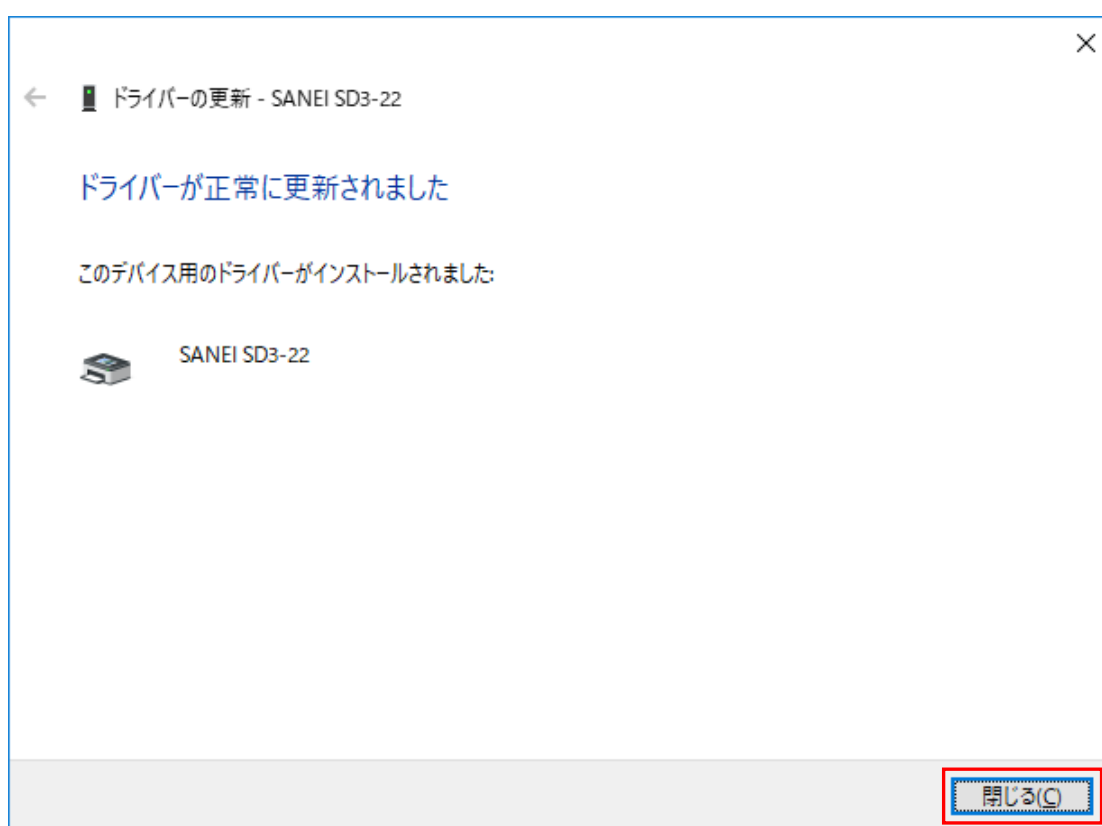 ドライバーの更新 - SANEI SD3-22
ドライバーが正常に更新されました
このデバイス用のドライバーがインストールされました:
SANEI SD3-22
閉じる(C)